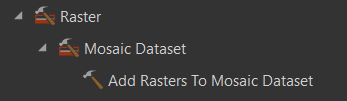 Raster
Mosaic Dataset
Add Rasters To Mosaic Dataset